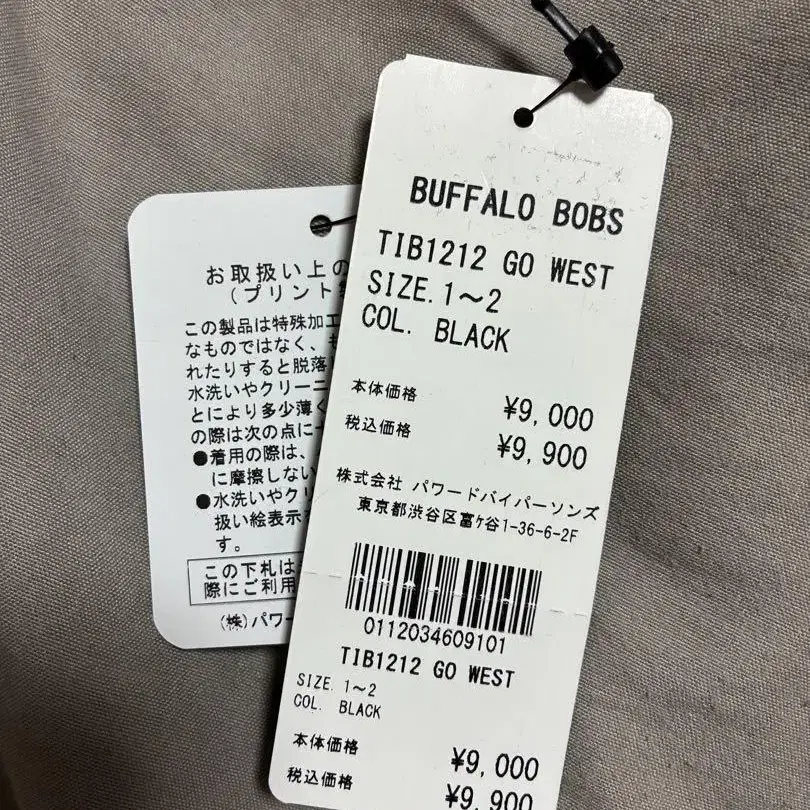 BUFFALO BOBS
TIB1212 GO WEST
SIZE.1～2
COL. BLACK
本体価格 ¥9,000
税込価格 ¥9,900
株式会社 パワードバイパーソンズ
東京都渋谷区富ヶ谷1-36-6-2F
0112034609101
TIB1212 GO WEST
SIZE. 1～2
COL. BLACK
本体価格 ¥9,000
税込価格 ¥9,900
お取扱い上の
（プリント
この製品は特殊加工
なものではなく、
れたりすると脱落
水洗いやクリーニ
とにより多少薄く
の際は次の点に
●着用の際は、
に摩擦しない
●水洗いやクリ
扱い絵表示
す。
この下札は
際にご利用
(株)パワー